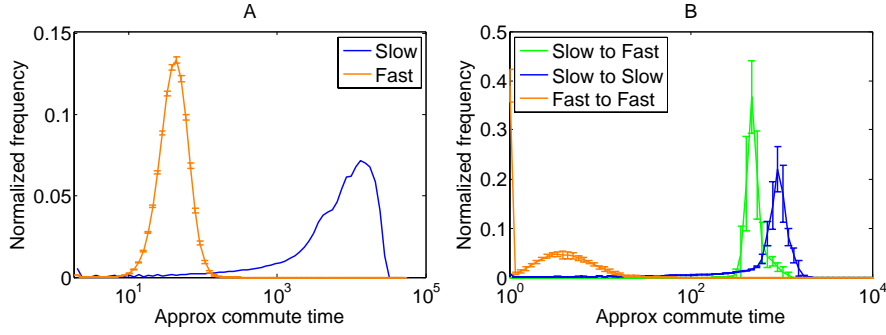 A
Normalized frequency
0.15
0.1
0.05
0
10^1
10^3
10^5
Approx commute time
Slow
Fast
B
Normalized frequency
0.5
0.4
0.3
0.2
0.1
0
10^0
10^2
10^4
Approx commute time
Slow to Fast
Slow to Slow
Fast to Fast